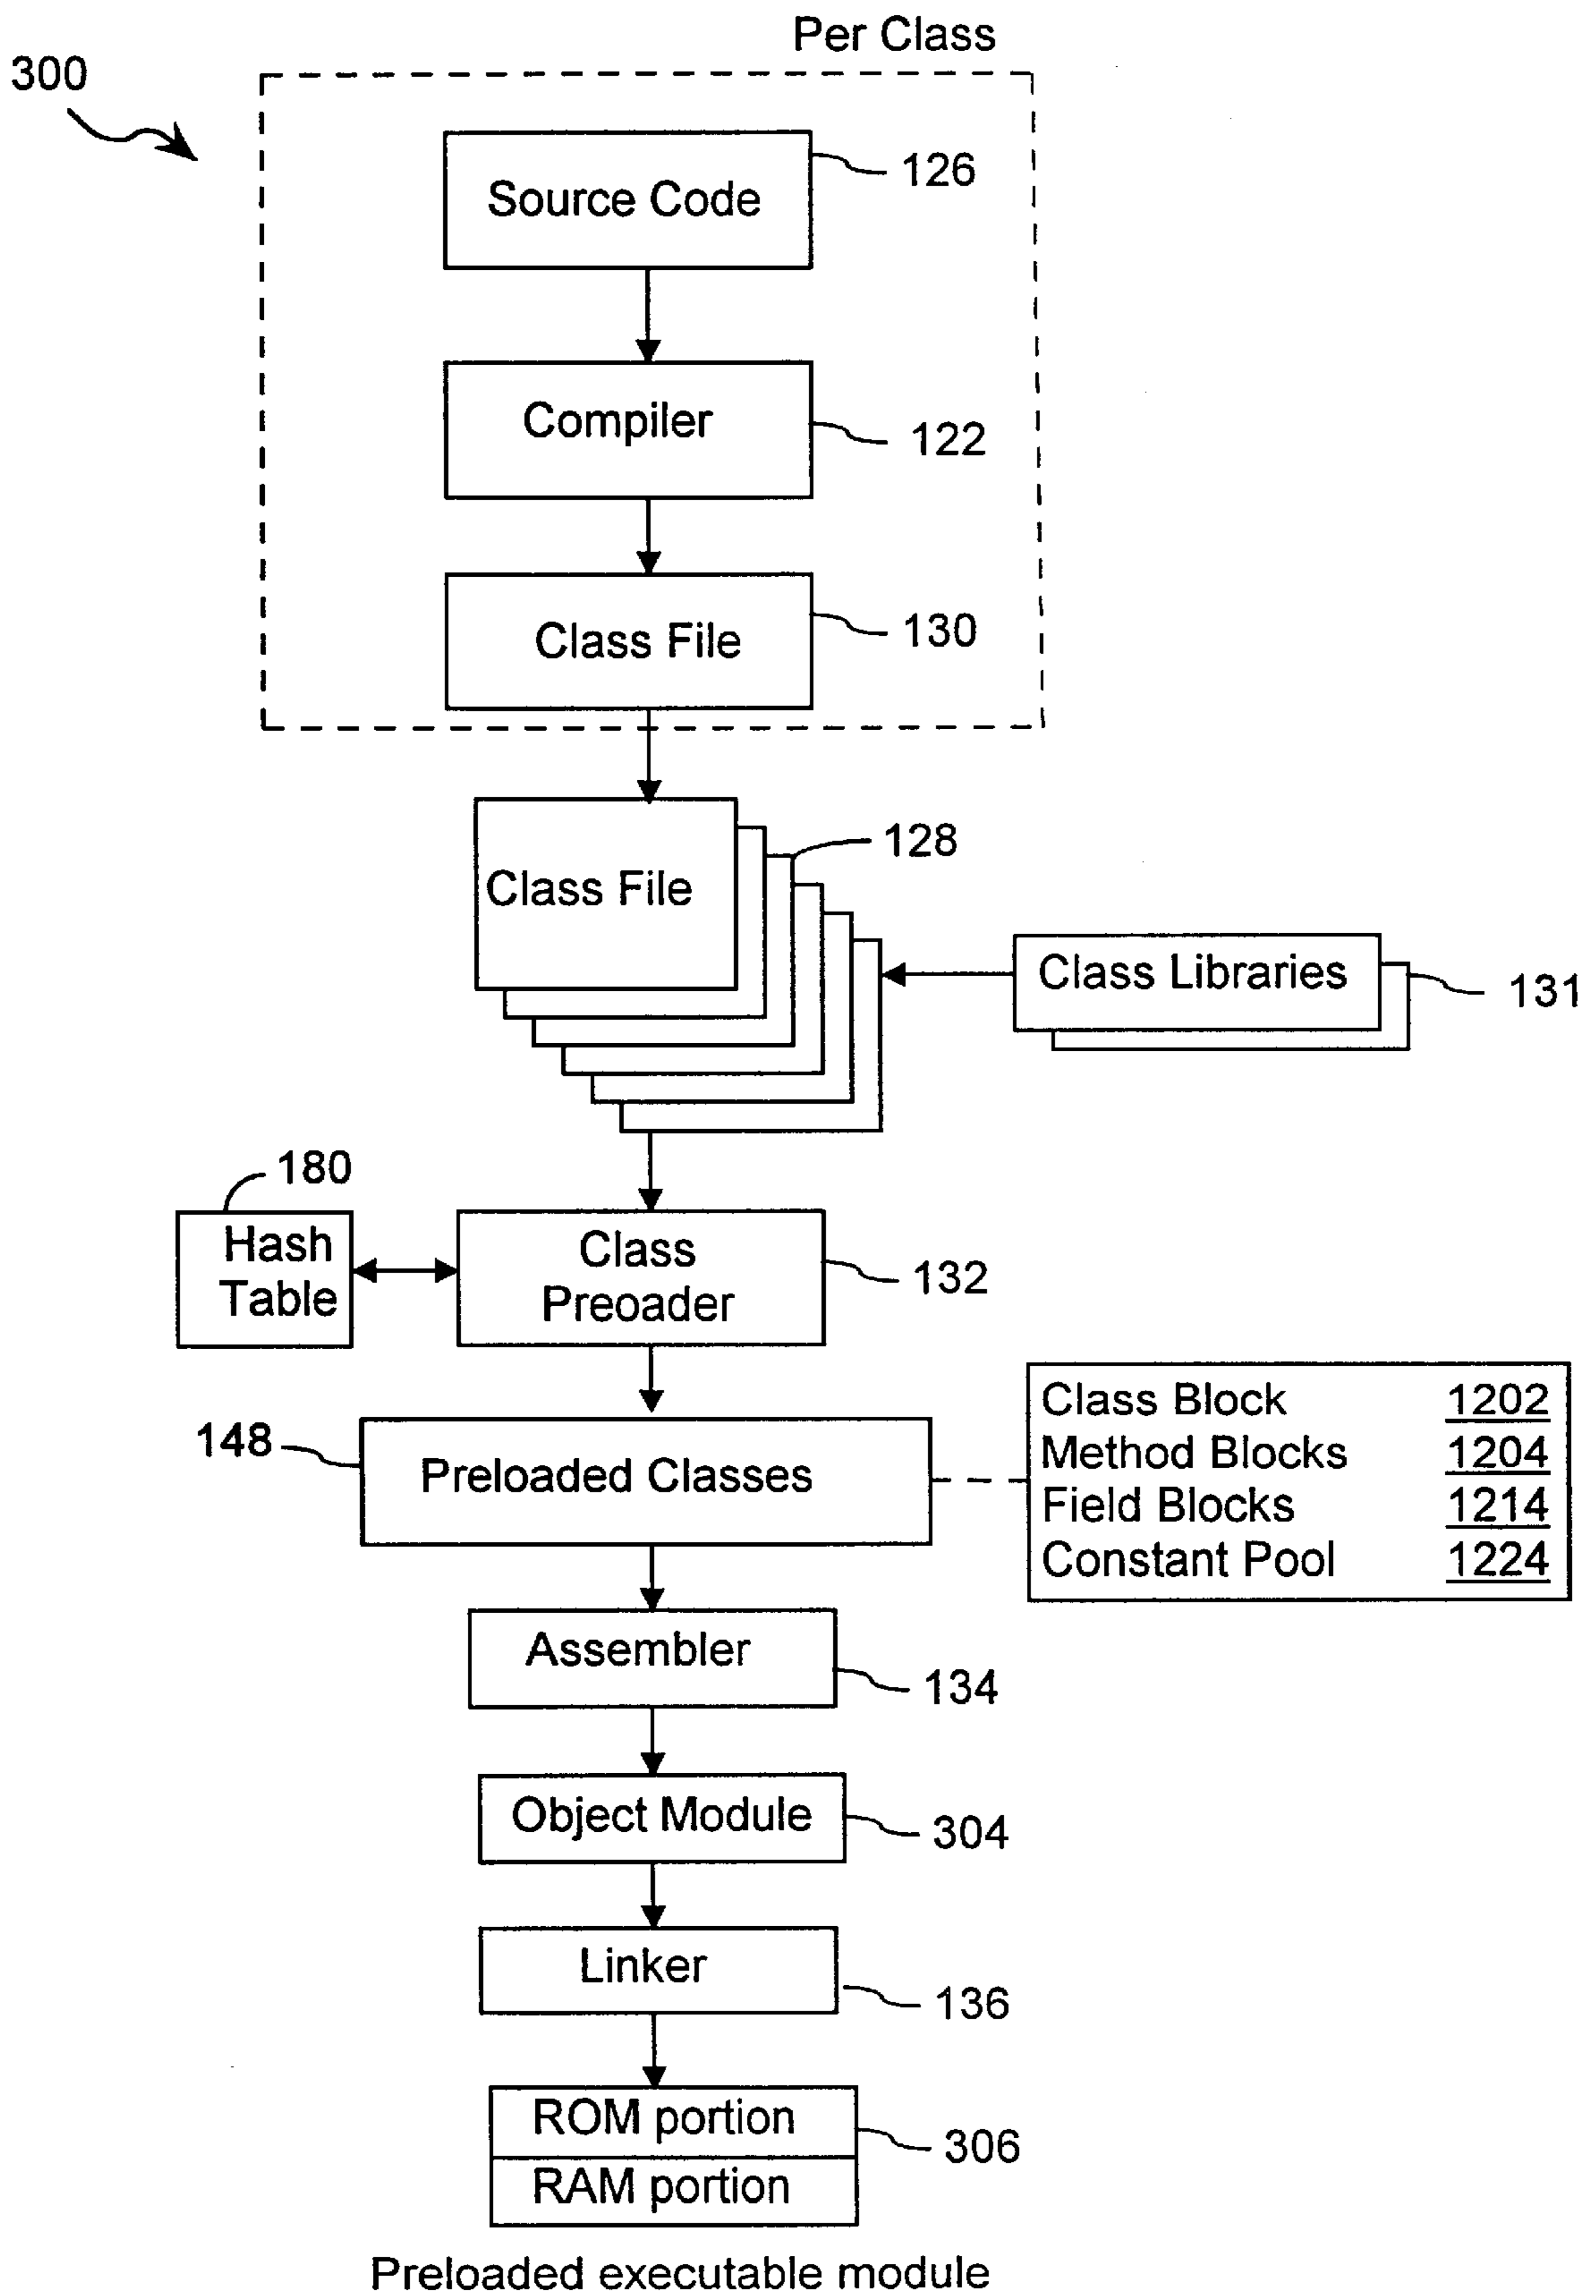 Per Class
300
Source Code
126
Compiler
122
Class File
130
Class File
128
Class Libraries
131
180
Hash
Table
Class
Preoader
132
148
Preloaded Classes
Class Block 1202
Method Blocks 1204
Field Blocks 1214
Constant Pool 1224
Assembler
134
Object Module
304
Linker
136
ROM portion
306
RAM portion
Preloaded executable module